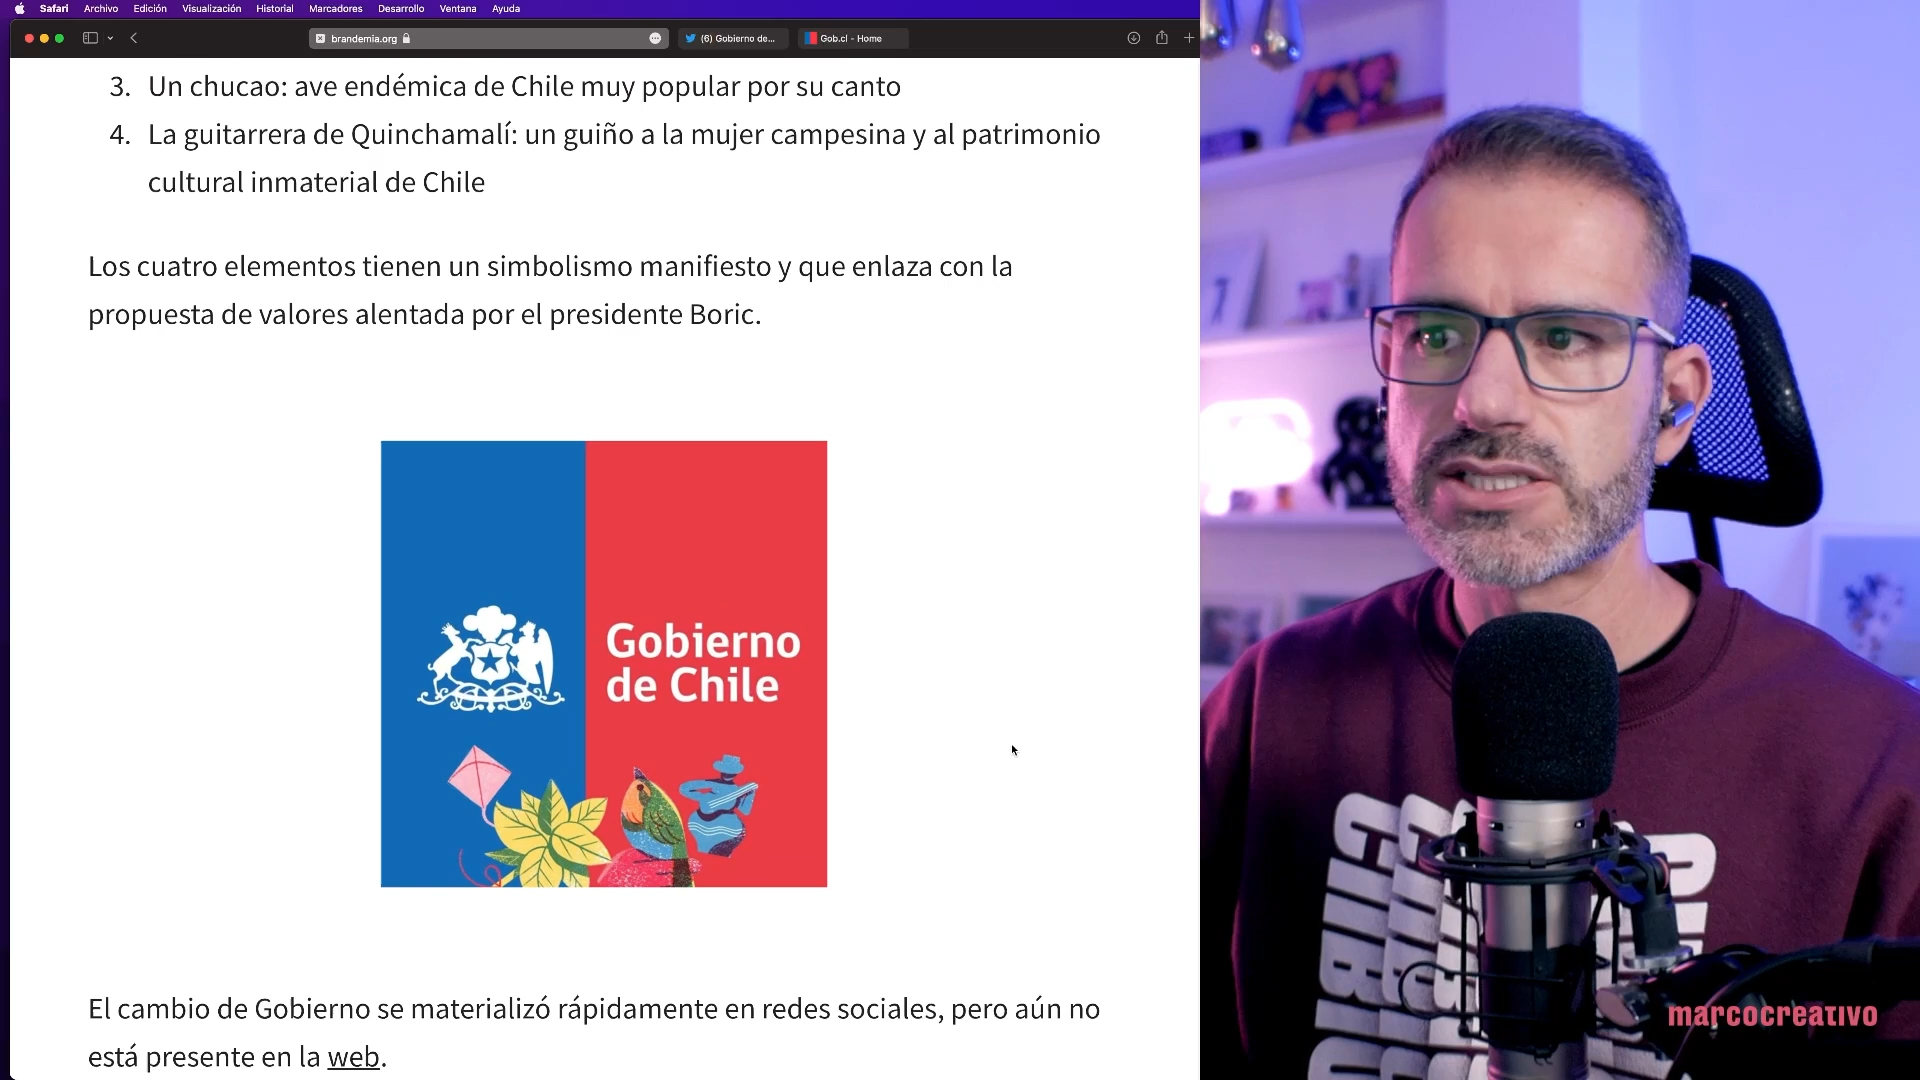 Safari Archivo Edición Visualización Historial Marcadores Desarrollo Ventana Ayuda
brandemia.org
(6) Gobierno de...
Gob.cl - Home
3. Un chucao: ave endémica de Chile muy popular por su canto
4. La guitarrera de Quinchamalí: un guiño a la mujer campesina y al patrimonio
cultural inmaterial de Chile
Los cuatro elementos tienen un simbolismo manifiesto y que enlaza con la
propuesta de valores alentada por el presidente Boric.
Gobierno
de Chile
El cambio de Gobierno se materializó rápidamente en redes sociales, pero aún no
está presente en la web.
marcocreativo